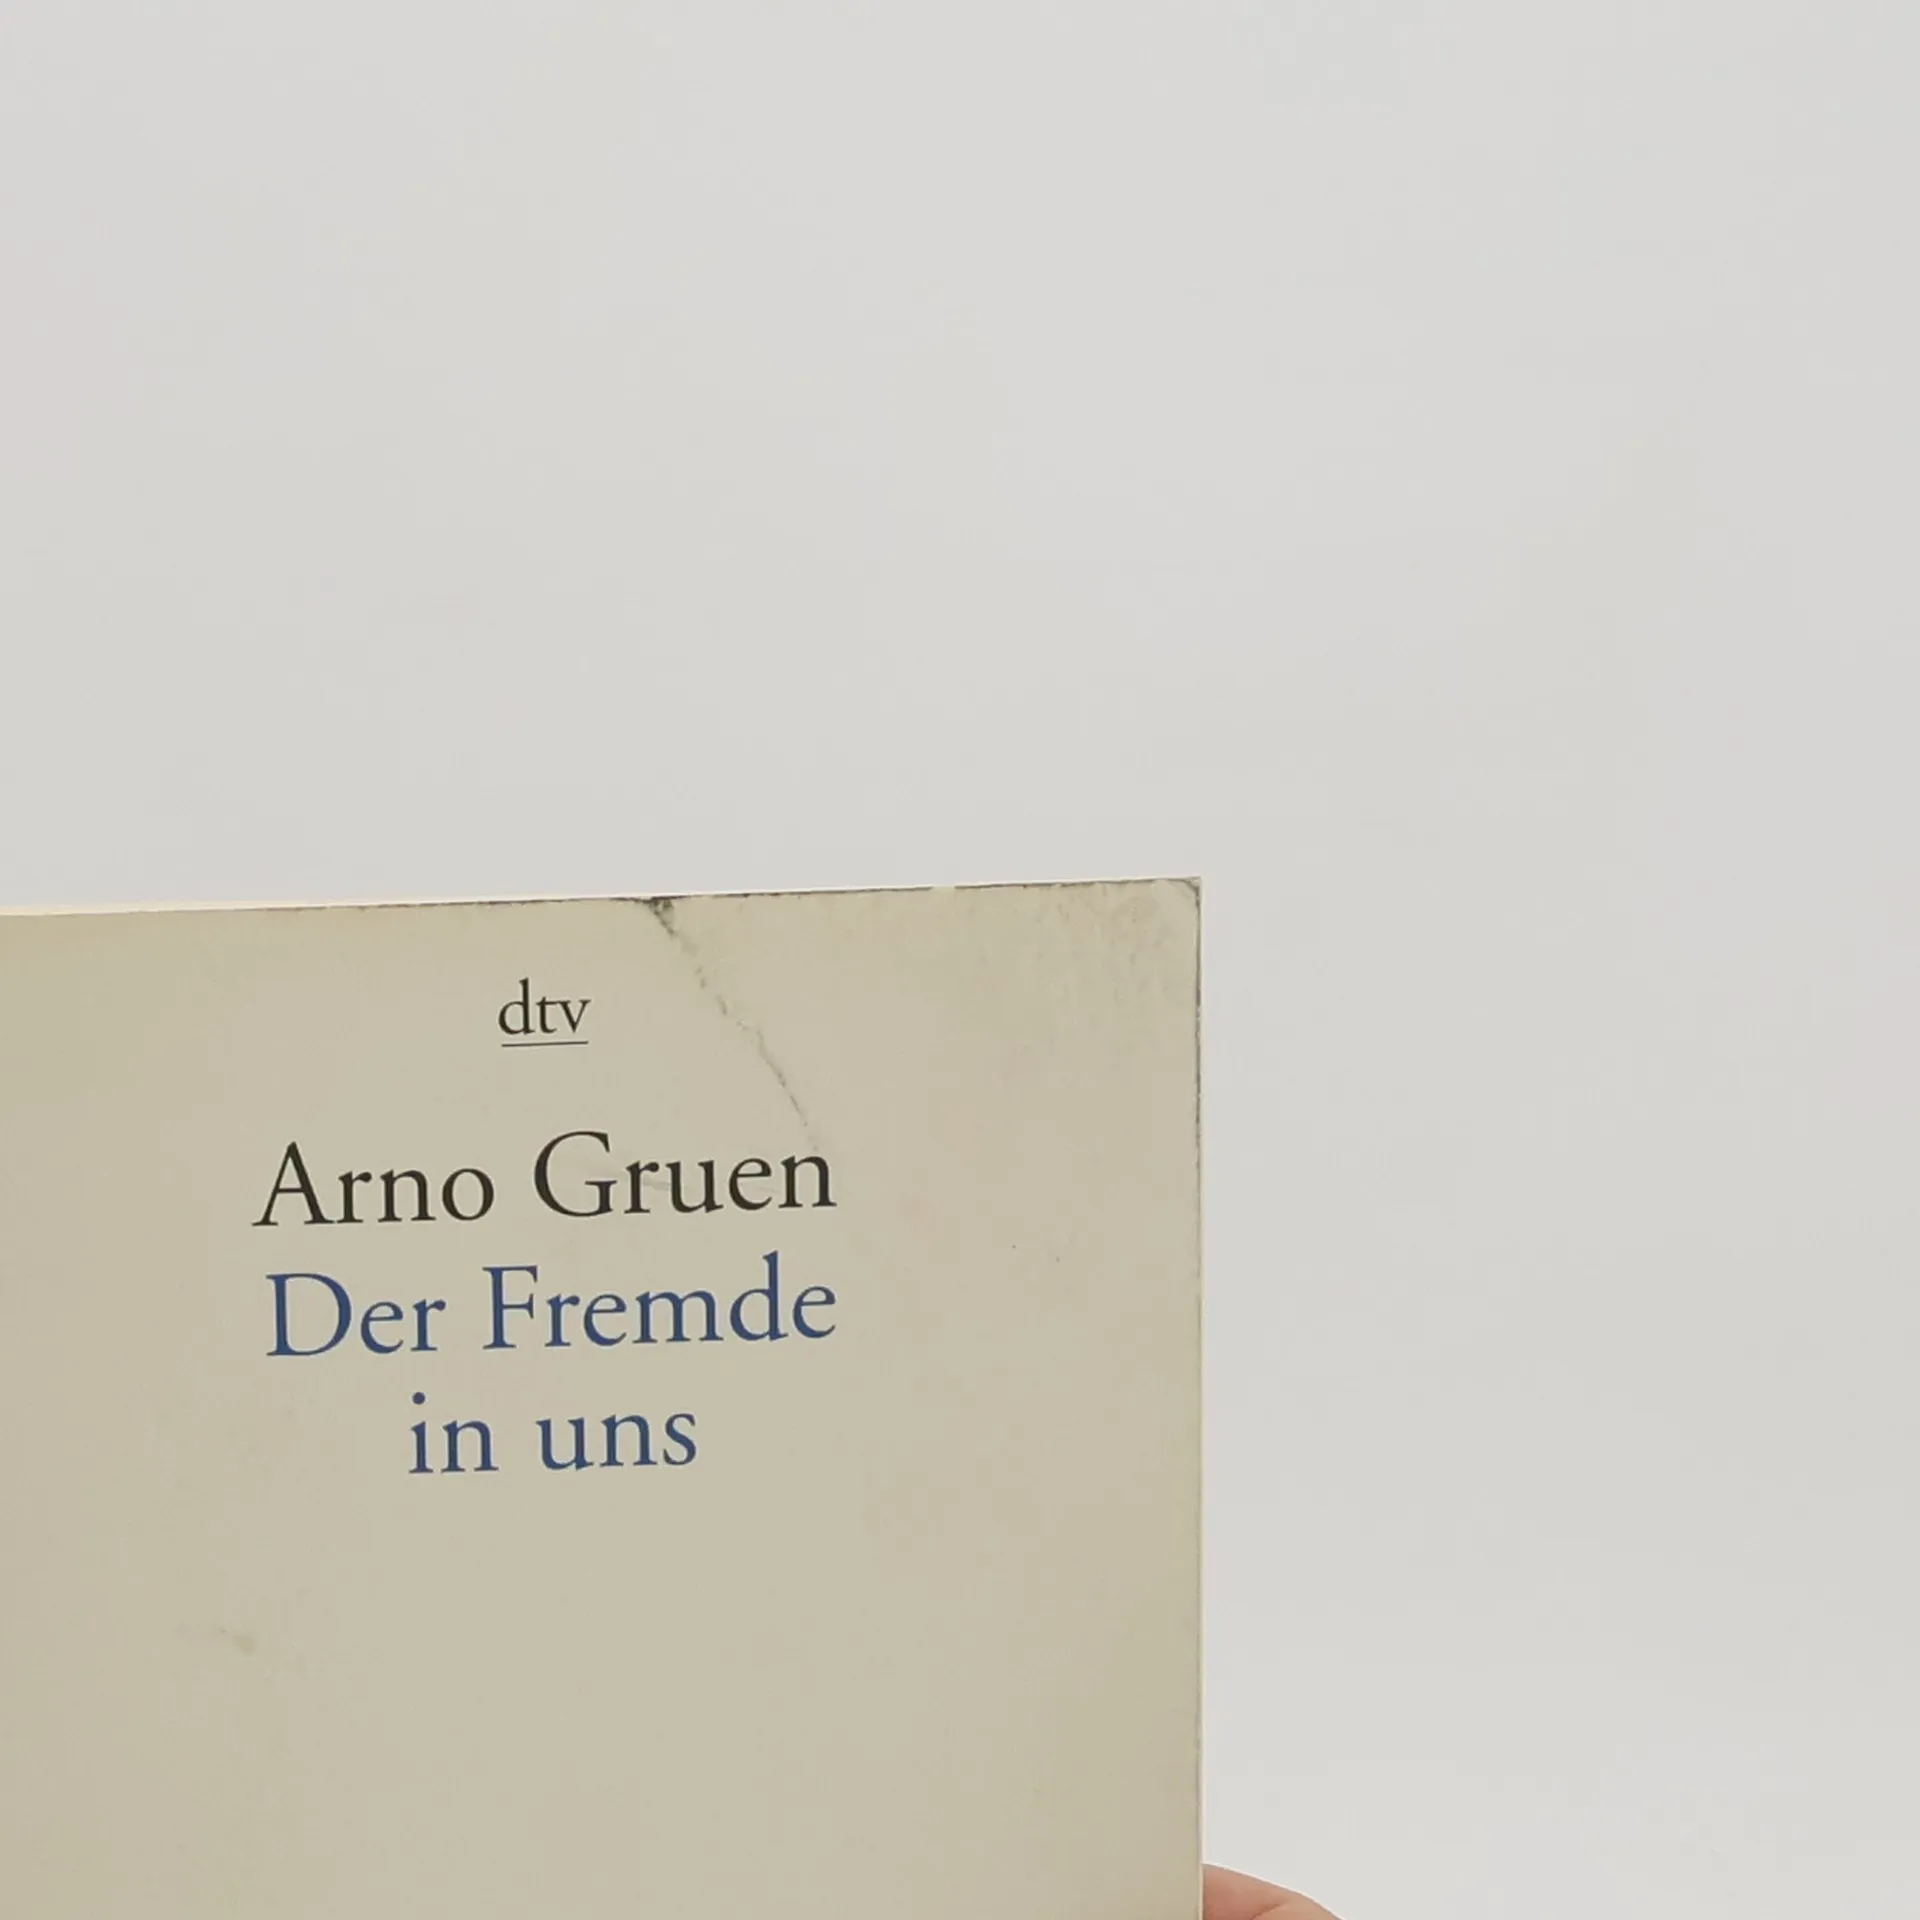 dtv
Arno Gruen
Der Fremde
in uns